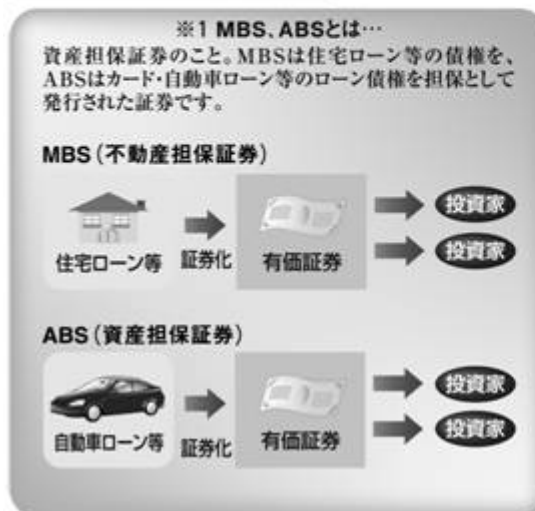 ※1 MBS、ABSとは…
資産担保証券のこと。MBSは住宅ローン等の債権を、
ABSはカード・自動車ローン等のローン債権を担保として
発行された証券です。
MBS（不動産担保証券）
住宅ローン等
証券化
有価証券
投資家
投資家
ABS（資産担保証券）
自動車ローン等
証券化
有価証券
投資家
投資家